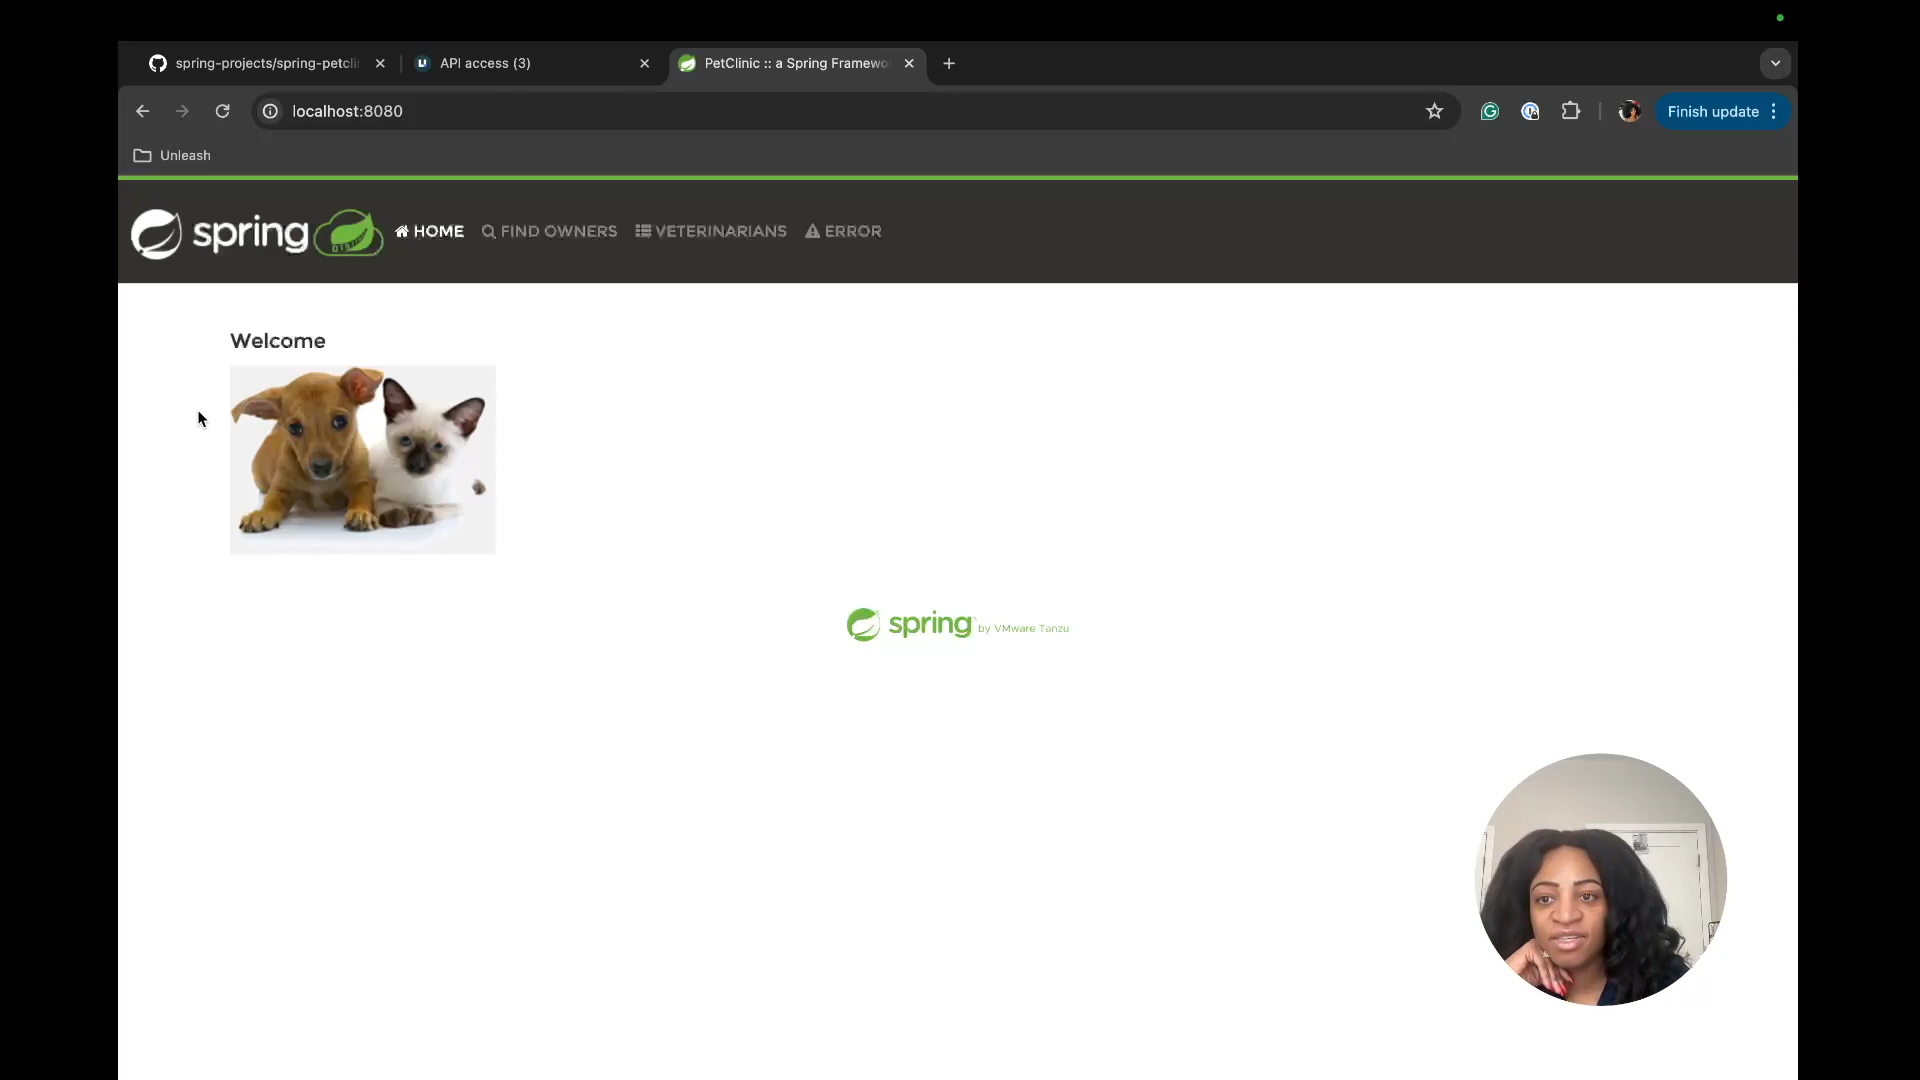 spring-projects/spring-petclin
API access (3)
PetClinic :: a Spring Framewo
localhost:8080
Finish update
Unleash
spring
HOME
FIND OWNERS
VETERINARIANS
ERROR
Welcome
spring by VMware Tanzu